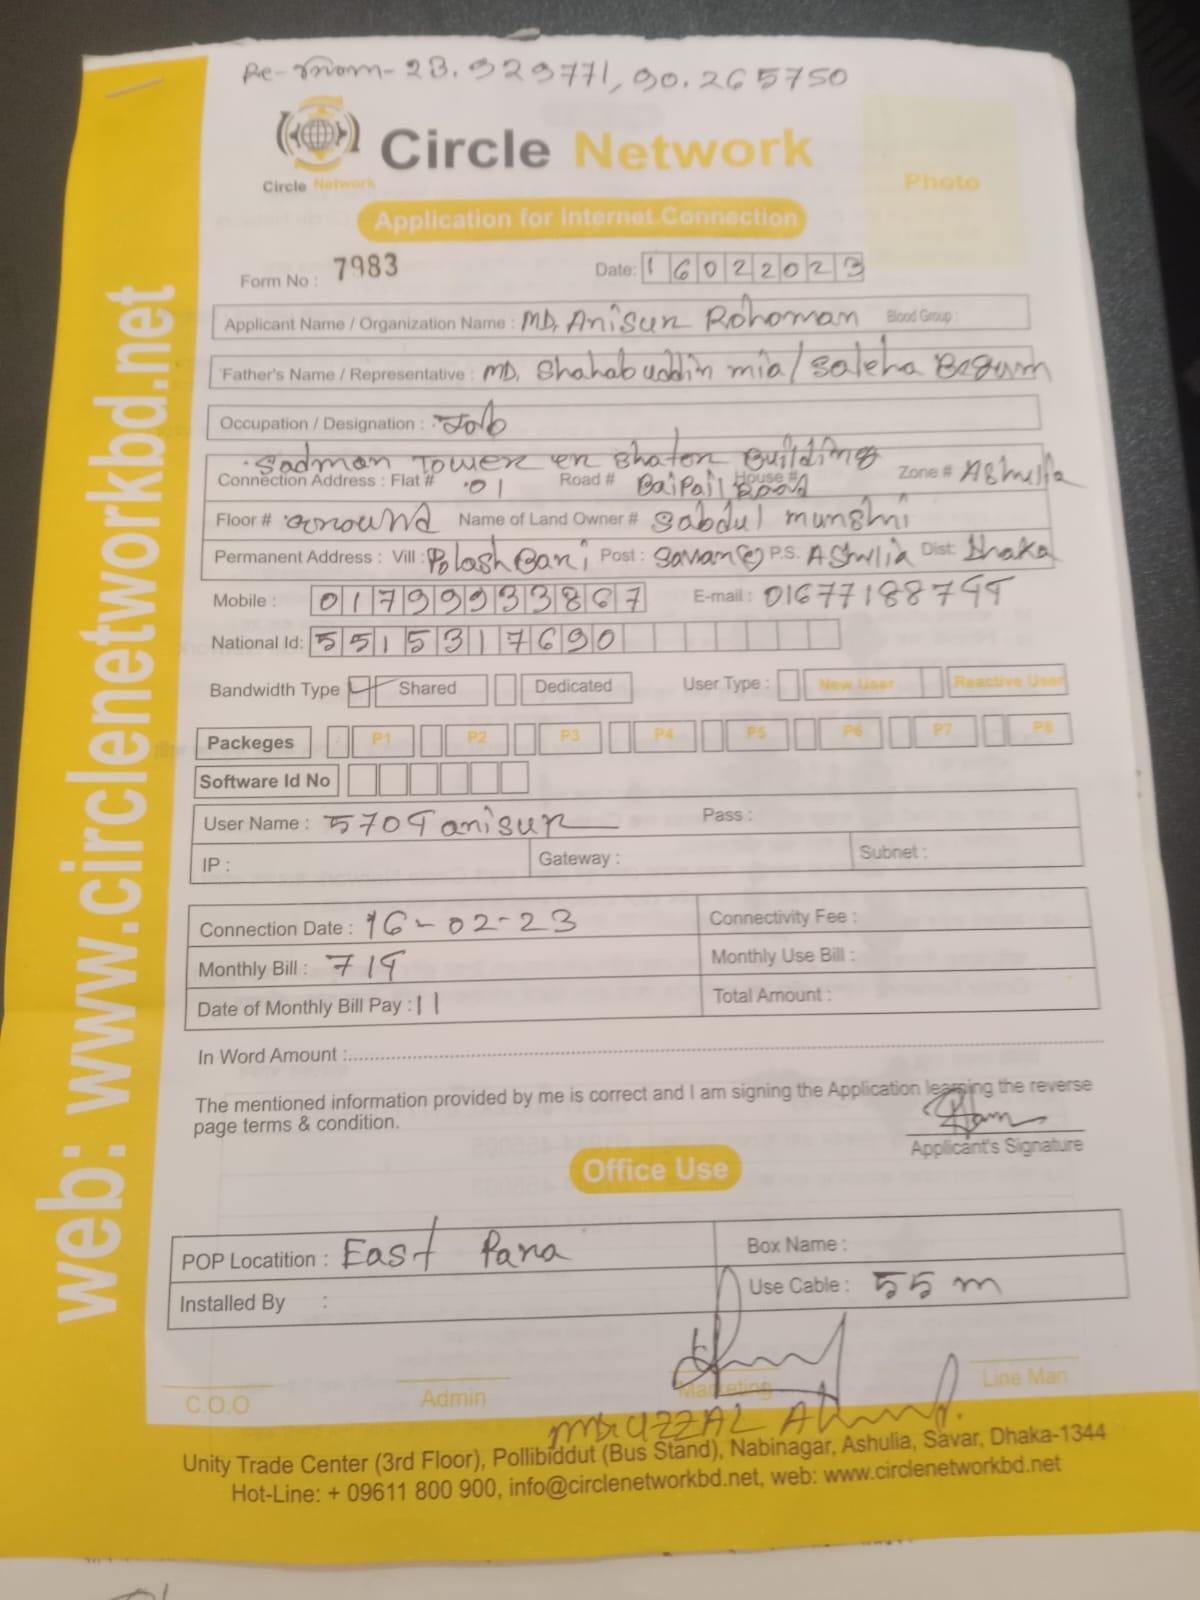 Re- 23.929771, 90.265750
Circle Network
Circle Network
Photo
Application for Internet Connection
Form No : 7983 Date: 16022023
Applicant Name / Organization Name : MD, Anisur Rohoman Blood Group :
Father's Name / Representative : MD, Shahabuddin mia / Saleha Begum
Occupation / Designation : Job
Sadman Tower er Building
Connection Address : Flat # 01 Road # Baipail Road House # Zone # Ashulia
Floor # Ground Name of Land Owner # Sabdul munshi
Permanent Address : Vill : Polash Bari Post : Savar P.S. Ashulia Dist: Dhaka
Mobile : 01799933867 E-mail :
National Id: 5515317690
Bandwidth Type Shared Dedicated User Type : New User Reactive User
Packeges P1 P2 P3 P4 P5 P6 P7 P8
Software Id No
User Name : Pass :
IP : Gateway : Subnet :
Connection Date : 16-02-23 Connectivity Fee :
Monthly Bill : Monthly Use Bill :
Date of Monthly Bill Pay : 11 Total Amount :
In Word Amount :
The mentioned information provided by me is correct and I am signing the Application learning the reverse
page terms & condition.
Applicant's Signature
Office Use
POP Locatition : East Para Box Name :
Installed By : Use Cable : 55 m
C.O.O Admin Marketing Line Man
MD. UZZAL
Unity Trade Center (3rd Floor), Pollibiddut (Bus Stand), Nabinagar, Ashulia, Savar, Dhaka-1344
Hot-Line: + 09611 800 900, info@circlenetworkbd.net, web: www.circlenetworkbd.net
web: www.circlenetworkbd.net